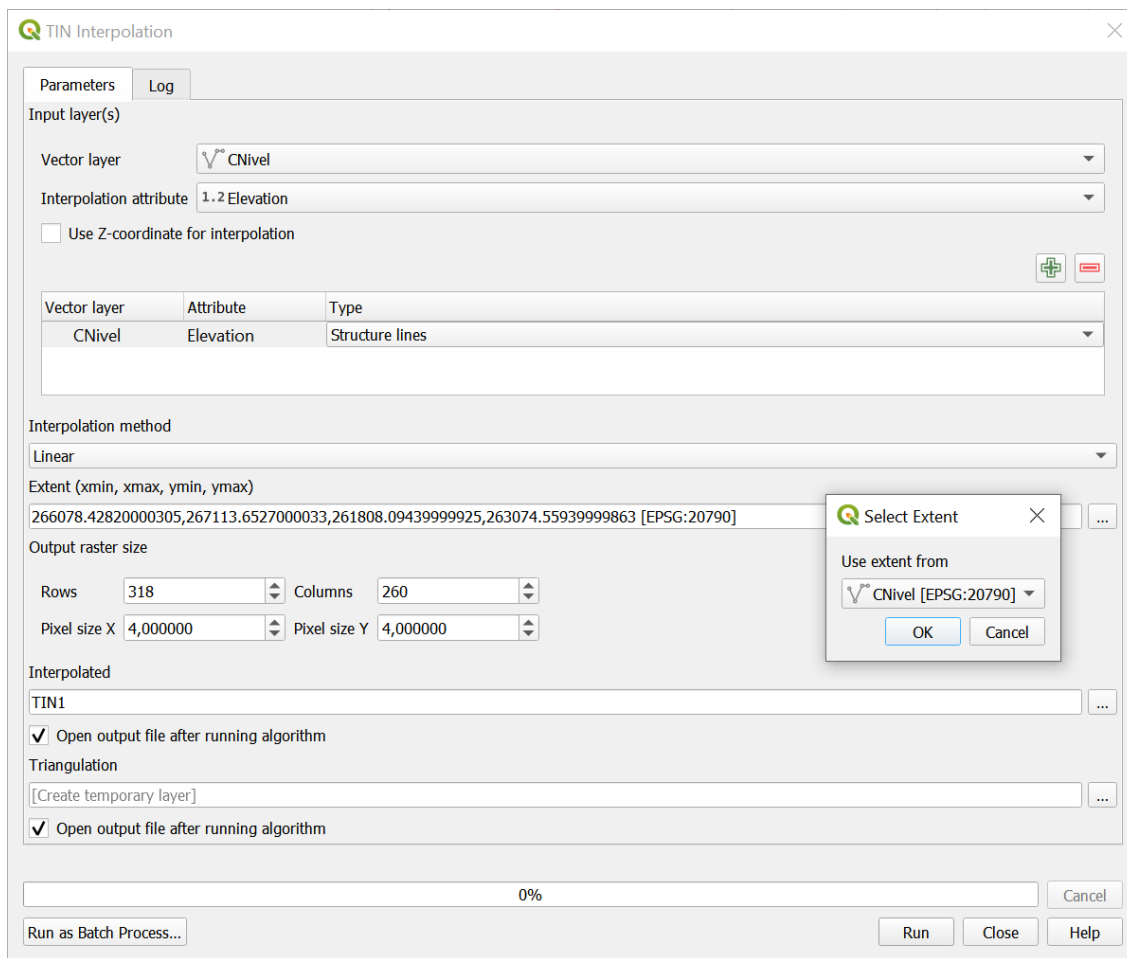 TIN Interpolation
Parameters Log
Input layer(s)
Vector layer CNivel
Interpolation attribute 1.2 Elevation
Use Z-coordinate for interpolation
Vector layer Attribute Type
CNivel Elevation Structure lines
Interpolation method
Linear
Extent (xmin, xmax, ymin, ymax)
266078.42820000305,267113.6527000033,261808.09439999925,263074.55939999863 [EPSG:20790] ...
Select Extent
Use extent from
CNivel [EPSG:20790]
OK Cancel
Output raster size
Rows 318 Columns 260
Pixel size X 4,000000 Pixel size Y 4,000000
Interpolated
TIN1 ...
Open output file after running algorithm
Triangulation
[Create temporary layer] ...
Open output file after running algorithm
0% Cancel
Run as Batch Process... Run Close Help